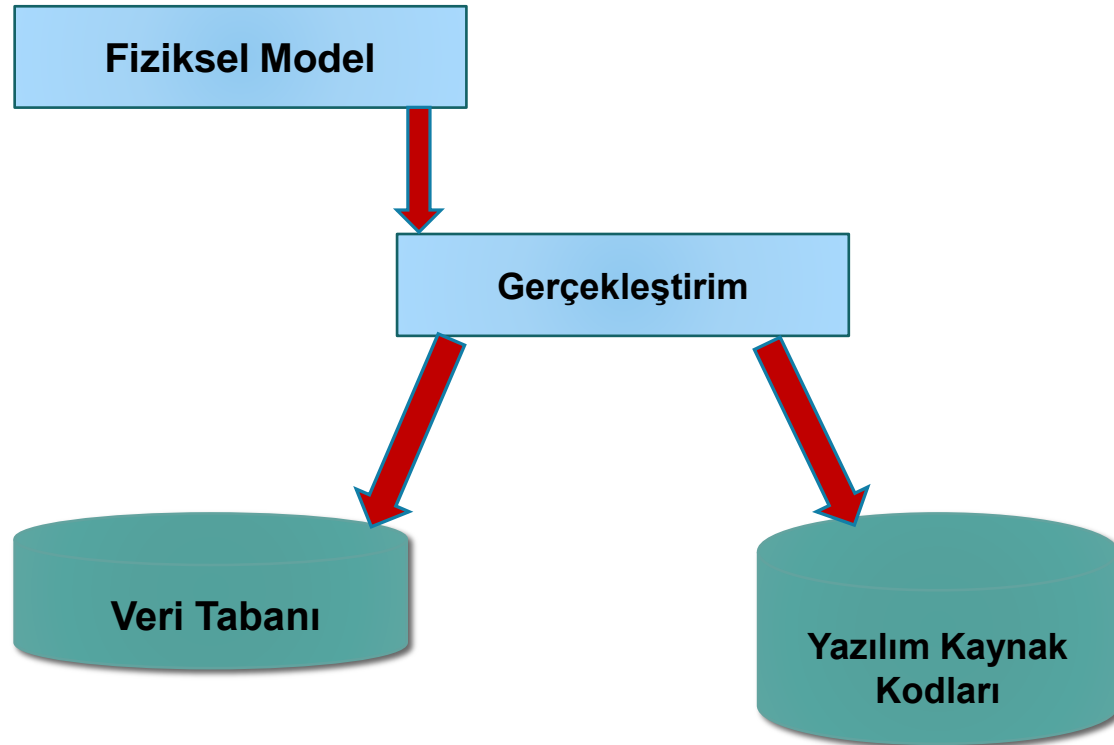 Fiziksel Model
Gerçekleştirim
Veri Tabanı
Yazılım Kaynak
Kodları